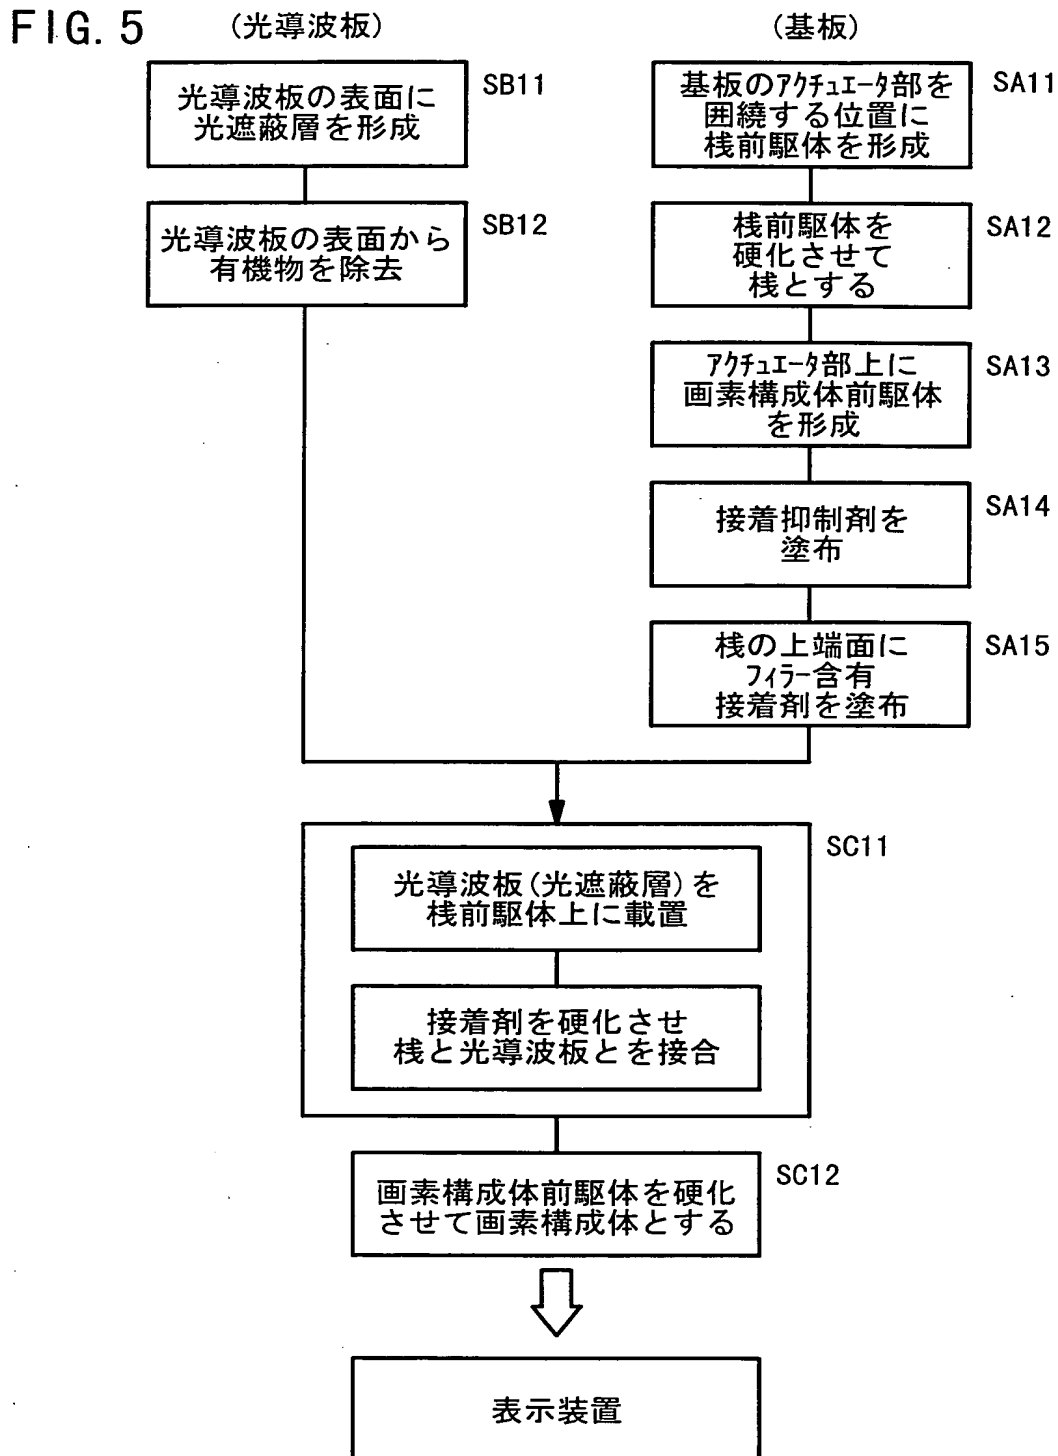 FIG. 5
(光導波板)
光導波板の表面に
光遮蔽層を形成
SB11
光導波板の表面から
有機物を除去
SB12
(基板)
基板のｱｸﾁｭｴｰﾀ部を
囲繞する位置に
桟前駆体を形成
SA11
桟前駆体を
硬化させて
桟とする
SA12
ｱｸﾁｭｴｰﾀ部上に
画素構成体前駆体
を形成
SA13
接着抑制剤を
塗布
SA14
桟の上端面に
ﾌｨﾗｰ含有
接着剤を塗布
SA15
SC11
光導波板(光遮蔽層)を
桟前駆体上に載置
接着剤を硬化させ
桟と光導波板とを接合
画素構成体前駆体を硬化
させて画素構成体とする
SC12
表示装置